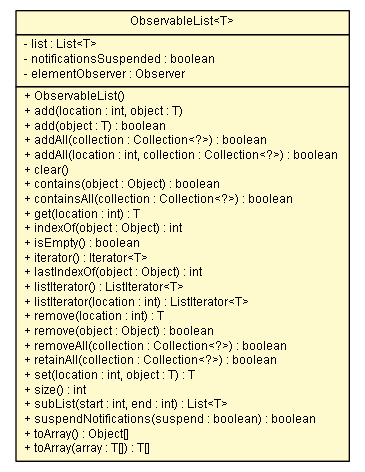 ObservableList<T>
- list : List<T>
- notificationsSuspended : boolean
- elementObserver : Observer
+ ObservableList()
+ add(location : int, object : T)
+ add(object : T) : boolean
+ addAll(collection : Collection<?>) : boolean
+ addAll(location : int, collection : Collection<?>) : boolean
+ clear()
+ contains(object : Object) : boolean
+ containsAll(collection : Collection<?>) : boolean
+ get(location : int) : T
+ indexOf(object : Object) : int
+ isEmpty() : boolean
+ iterator() : Iterator<T>
+ lastIndexOf(object : Object) : int
+ listIterator() : ListIterator<T>
+ listIterator(location : int) : ListIterator<T>
+ remove(location : int) : T
+ remove(object : Object) : boolean
+ removeAll(collection : Collection<?>) : boolean
+ retainAll(collection : Collection<?>) : boolean
+ set(location : int, object : T) : T
+ size() : int
+ subList(start : int, end : int) : List<T>
+ suspendNotifications(suspend : boolean) : boolean
+ toArray() : Object[]
+ toArray(array : T[]) : T[]